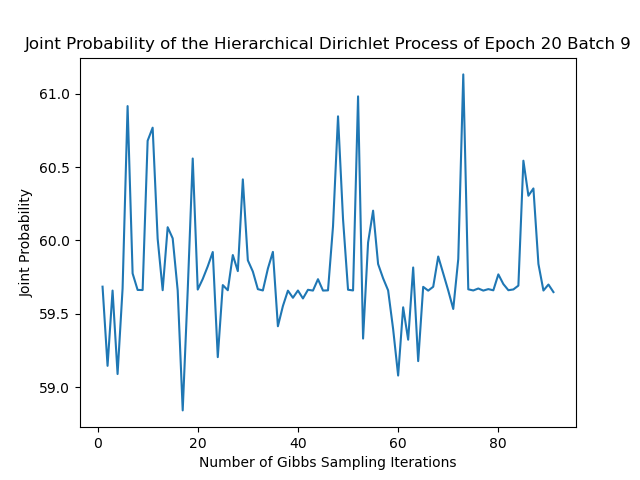 Joint Probability of the Hierarchical Dirichlet Process of Epoch 20 Batch 9
61.0
60.5
60.0
59.5
59.0
Joint Probability
0 20 40 60 80
Number of Gibbs Sampling Iterations